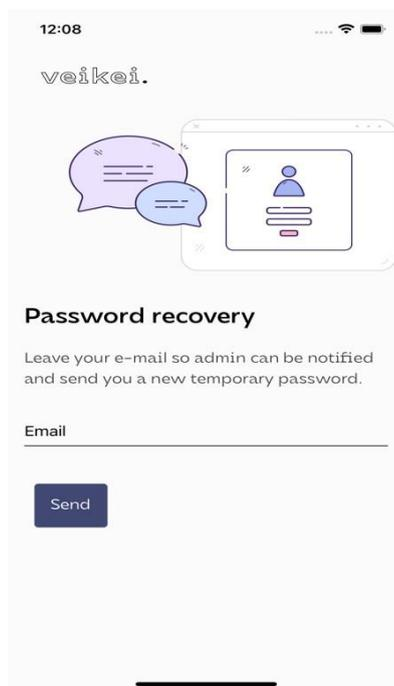 12:08
veikei.
Password recovery
Leave your e-mail so admin can be notified
and send you a new temporary password.
Email
Send